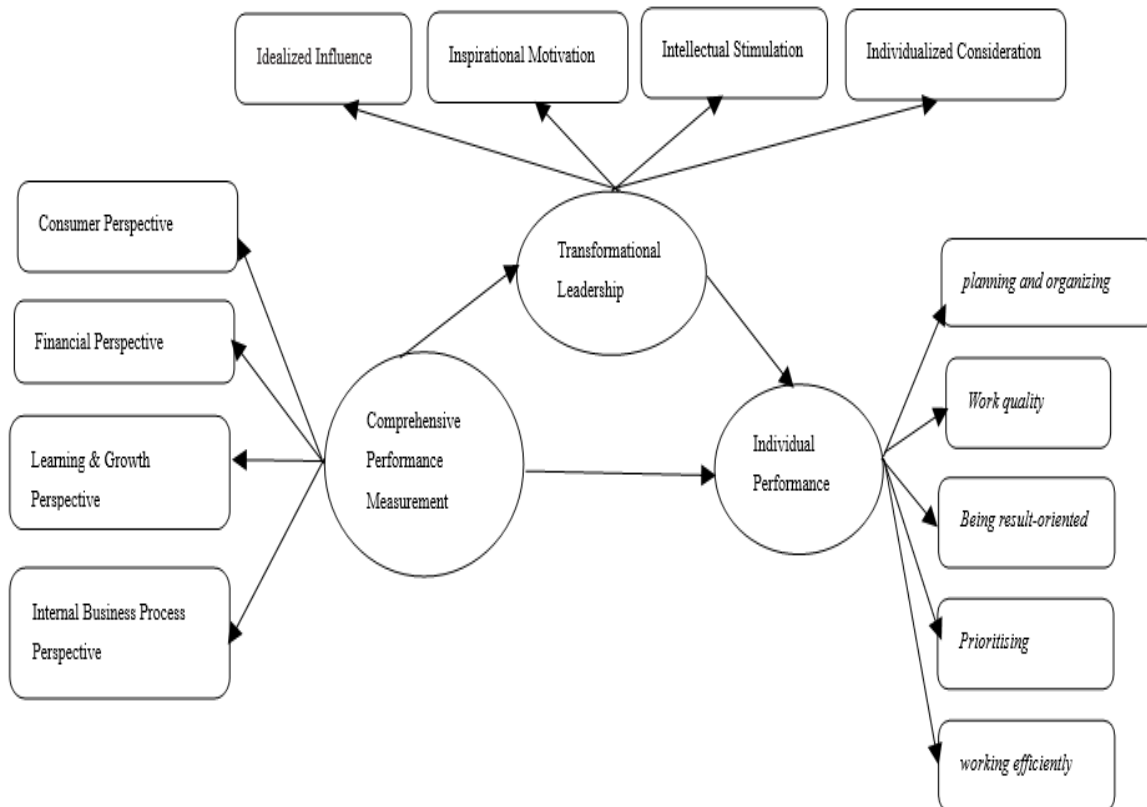 Idealized Influence
Inspirational Motivation
Intellectual Stimulation
Individualized Consideration
Consumer Perspective
Financial Perspective
Learning & Growth
Perspective
Internal Business Process
Perspective
Transformational
Leadership
Comprehensive
Performance
Measurement
Individual
Performance
planning and organizing
Work quality
Being result-oriented
Prioritising
working efficiently